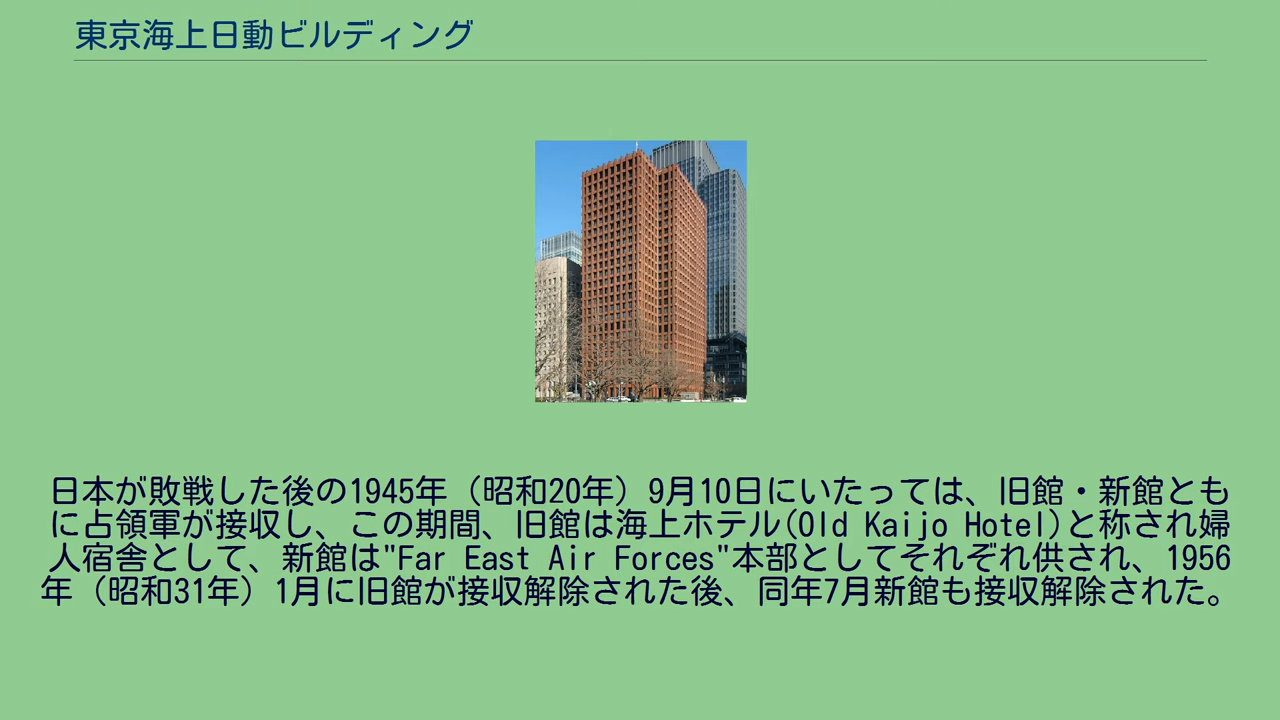 東京海上日動ビルディング
日本が敗戦した後の1945年（昭和20年）9月10日にいたっては、旧館・新館とも
に占領軍が接収し、この期間、旧館は海上ホテル(Old Kaijo Hotel)と称され婦
人宿舎として、新館は"Far East Air Forces"本部としてそれぞれ供され、1956
年（昭和31年）1月に旧館が接収解除された後、同年7月新館も接収解除された。